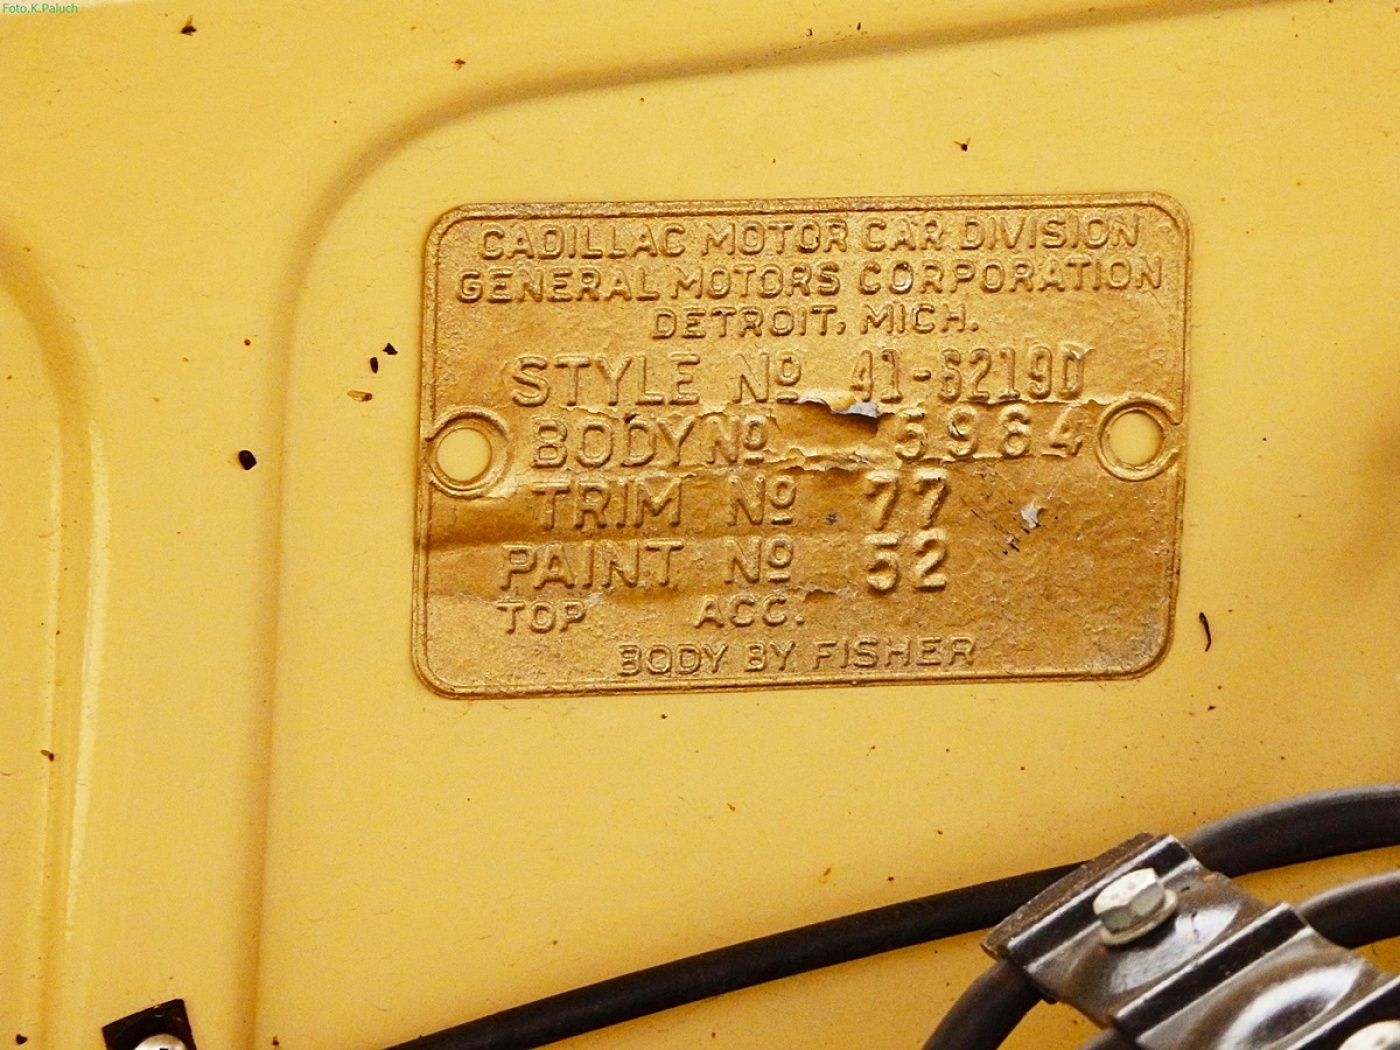 Foto.K.Paluch
CADILLAC MOTOR CAR DIVISION
GENERAL MOTORS CORPORATION
DETROIT, MICH.
STYLE Nº 41-6219D
BODY Nº 5984
TRIM Nº 77
PAINT Nº 52
TOP ACC.
BODY BY FISHER